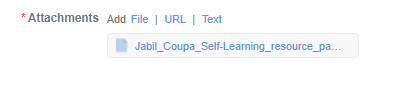 * Attachments Add File | URL | Text
Jabil_Coupa_Self-Learning_resource_pa...